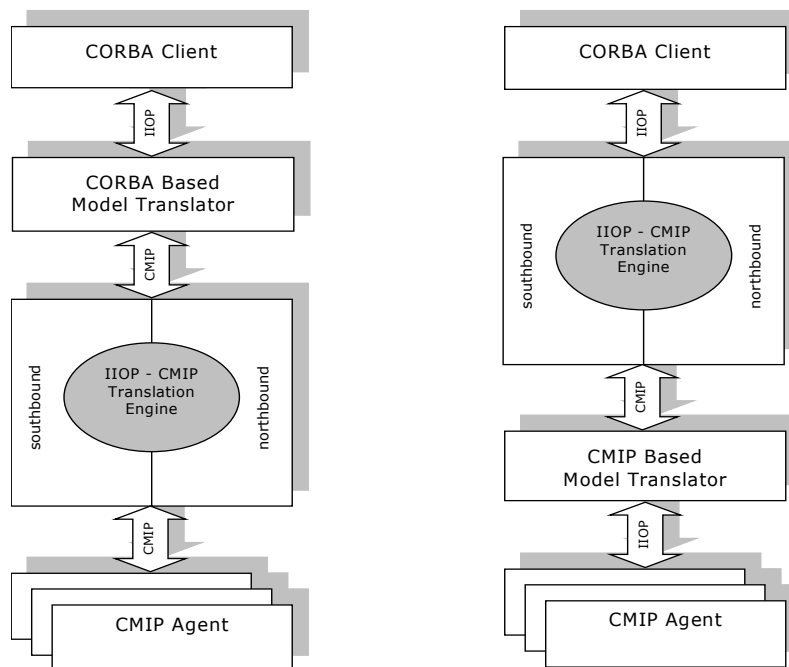 CORBA Client
IIOP
CORBA Based
Model Translator
CMIP
southbound
IIOP - CMIP
Translation
Engine
northbound
CMIP
CMIP Agent
CORBA Client
IIOP
southbound
IIOP - CMIP
Translation
Engine
northbound
CMIP
CMIP Based
Model Translator
IIOP
CMIP Agent